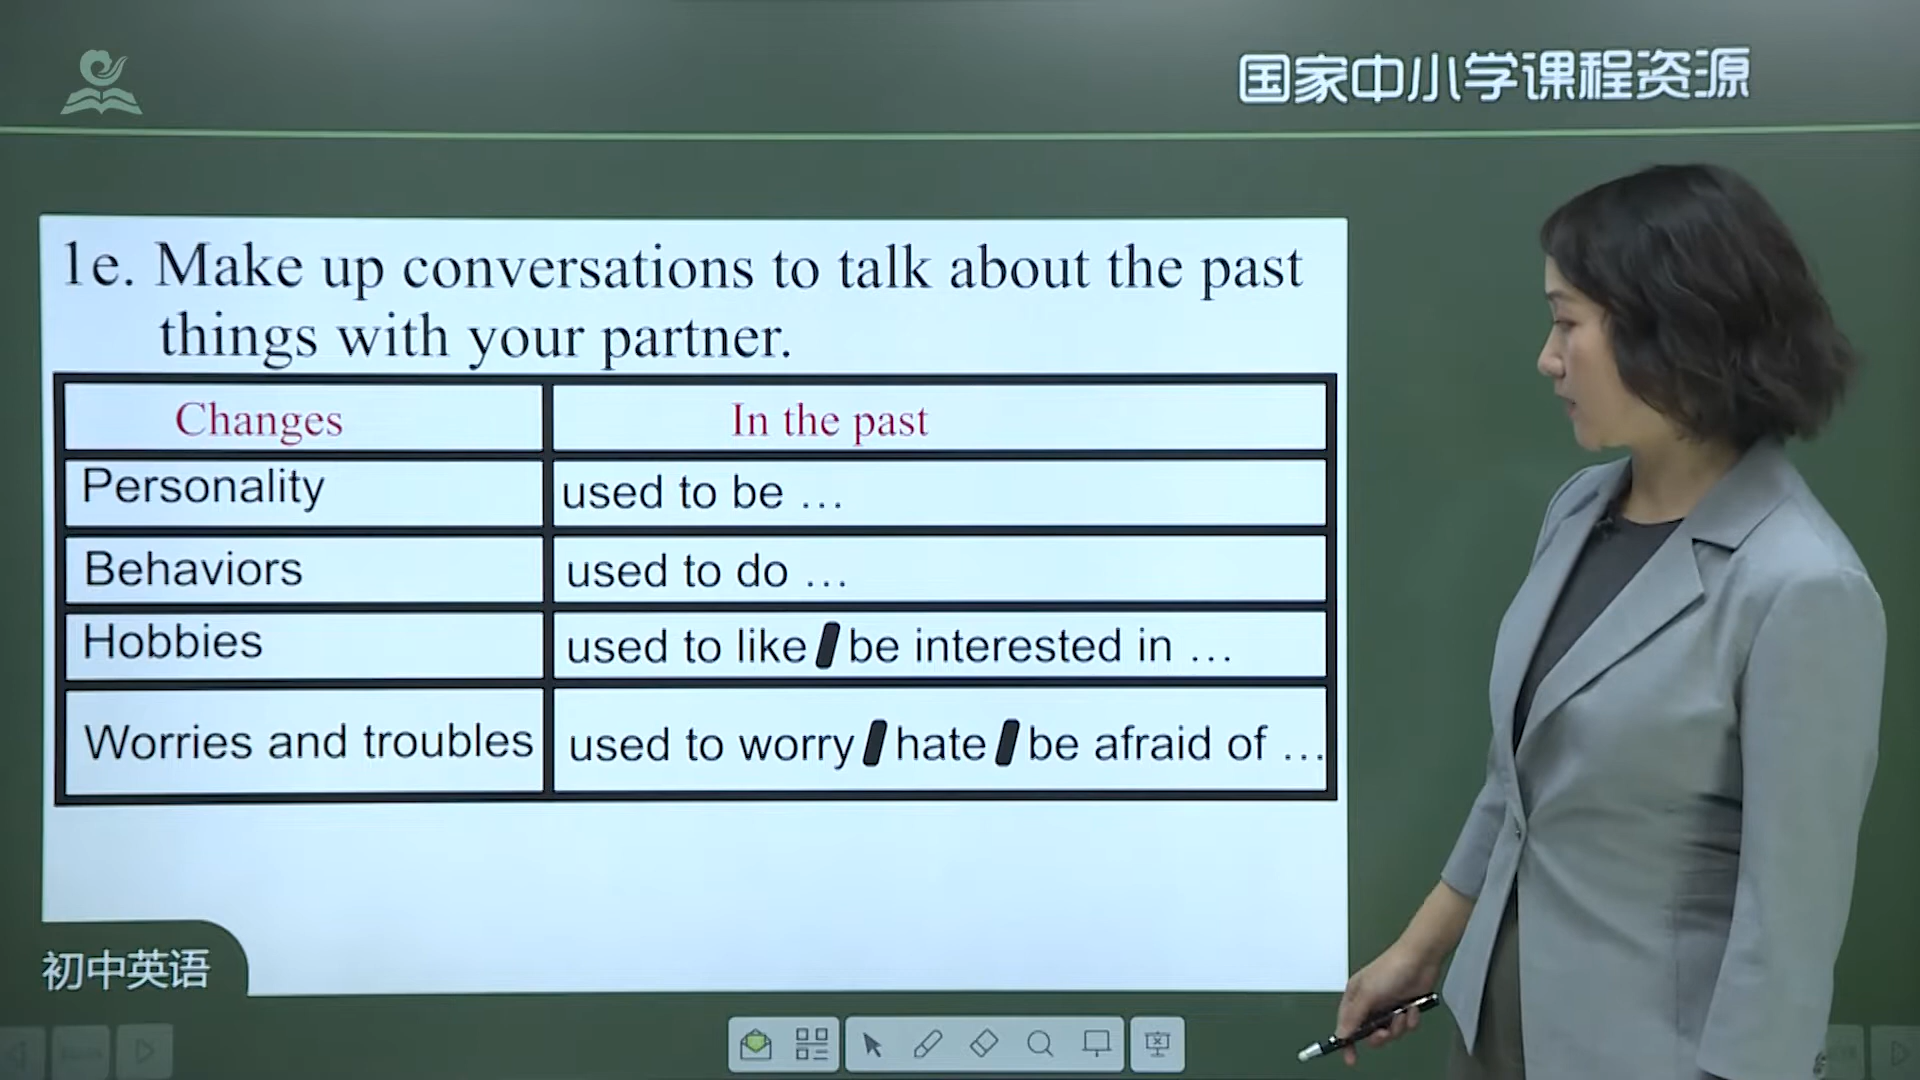 国家中小学课程资源
1e. Make up conversations to talk about the past
things with your partner.
Changes In the past
Personality used to be …
Behaviors used to do …
Hobbies used to like / be interested in …
Worries and troubles used to worry / hate / be afraid of …
初中英语